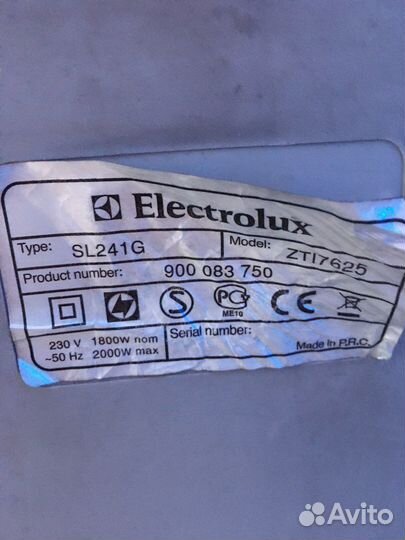 Electrolux
Type: SL241G Model: ZTI7625
Product number: 900 083 750
S PC ME10 CE
230 V 1800W nom
~50 Hz 2000W max
Serial number:
Made in P.R.C.
Avito